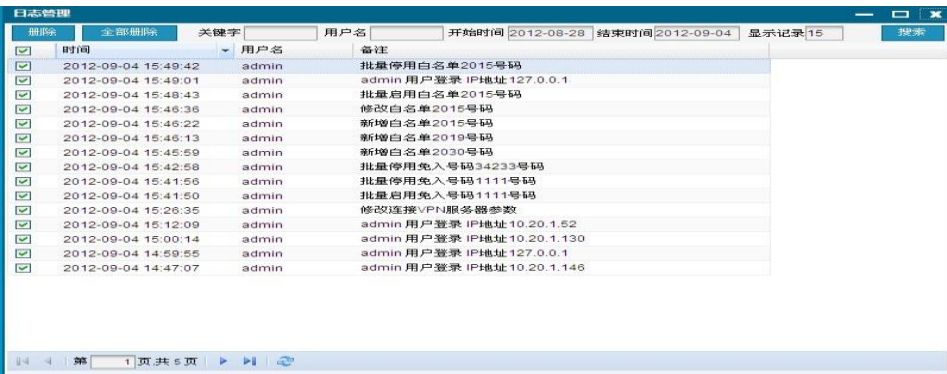 日志管理
删除 全部删除 关键字 用户名 开始时间 2012-08-28 结束时间 2012-09-04 显示记录 15 搜索
时间 用户名 备注
2012-09-04 15:49:42 admin 批量停用白名单2015号码
2012-09-04 15:49:01 admin admin 用户登录 IP地址127.0.0.1
2012-09-04 15:48:43 admin 批量启用白名单2015号码
2012-09-04 15:46:36 admin 修改白名单2015号码
2012-09-04 15:46:22 admin 新增白名单2015号码
2012-09-04 15:46:13 admin 新增白名单2019号码
2012-09-04 15:45:59 admin 新增白名单2030号码
2012-09-04 15:42:58 admin 批量停用免入号码34233号码
2012-09-04 15:41:56 admin 批量停用免入号码1111号码
2012-09-04 15:41:50 admin 批量启用免入号码1111号码
2012-09-04 15:26:35 admin 修改连接VPN服务器参数
2012-09-04 15:12:09 admin admin 用户登录 IP地址10.20.1.52
2012-09-04 15:00:14 admin admin 用户登录 IP地址10.20.1.130
2012-09-04 14:59:55 admin admin 用户登录 IP地址127.0.0.1
2012-09-04 14:47:07 admin admin 用户登录 IP地址10.20.1.146
第 1 页,共 5 页